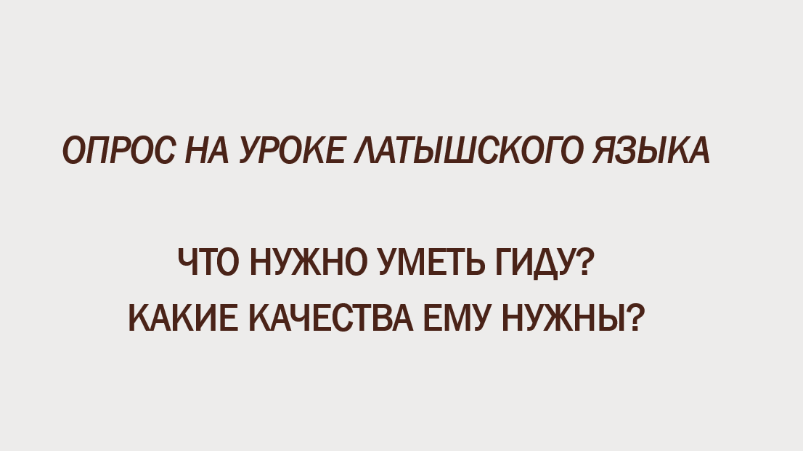 ОПРОС НА УРОКЕ ЛАТЫШСКОГО ЯЗЫКА
ЧТО НУЖНО УМЕТЬ ГИДУ?
КАКИЕ КАЧЕСТВА ЕМУ НУЖНЫ?